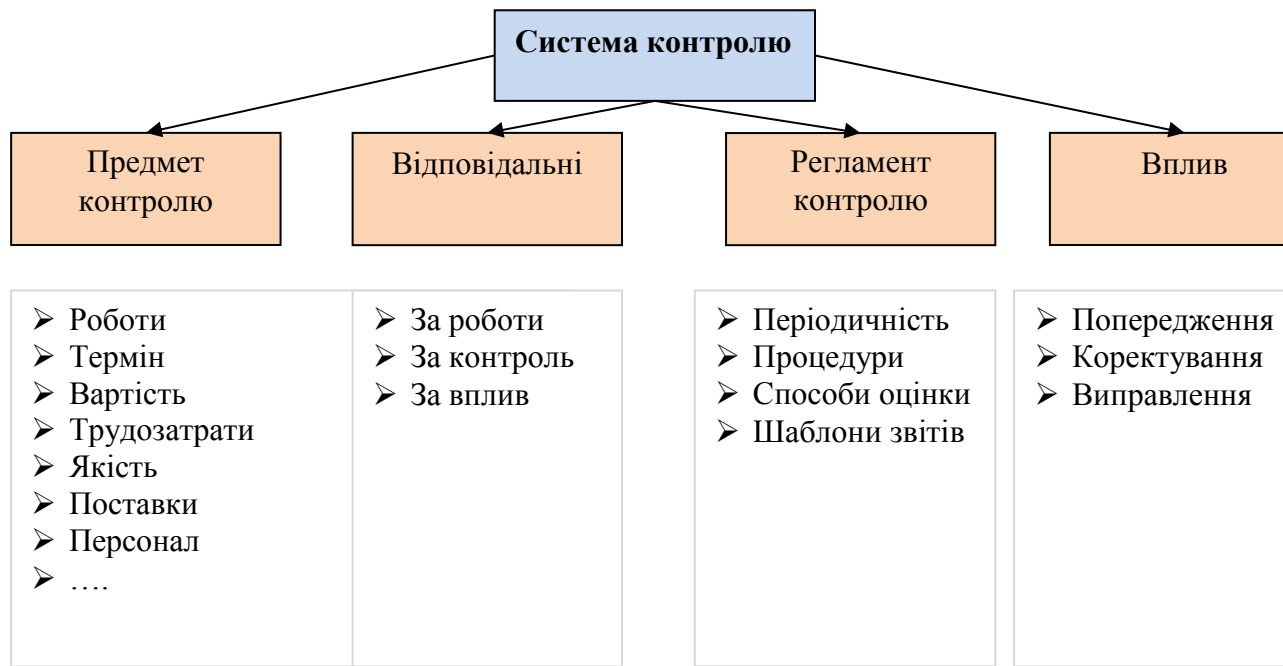 Система контролю
Предмет
контролю
Відповідальні
Регламент
контролю
Вплив
➢ Роботи
➢ Термін
➢ Вартість
➢ Трудозатрати
➢ Якість
➢ Поставки
➢ Персонал
➢ ….
➢ За роботи
➢ За контроль
➢ За вплив
➢ Періодичність
➢ Процедури
➢ Способи оцінки
➢ Шаблони звітів
➢ Попередження
➢ Коректування
➢ Виправлення